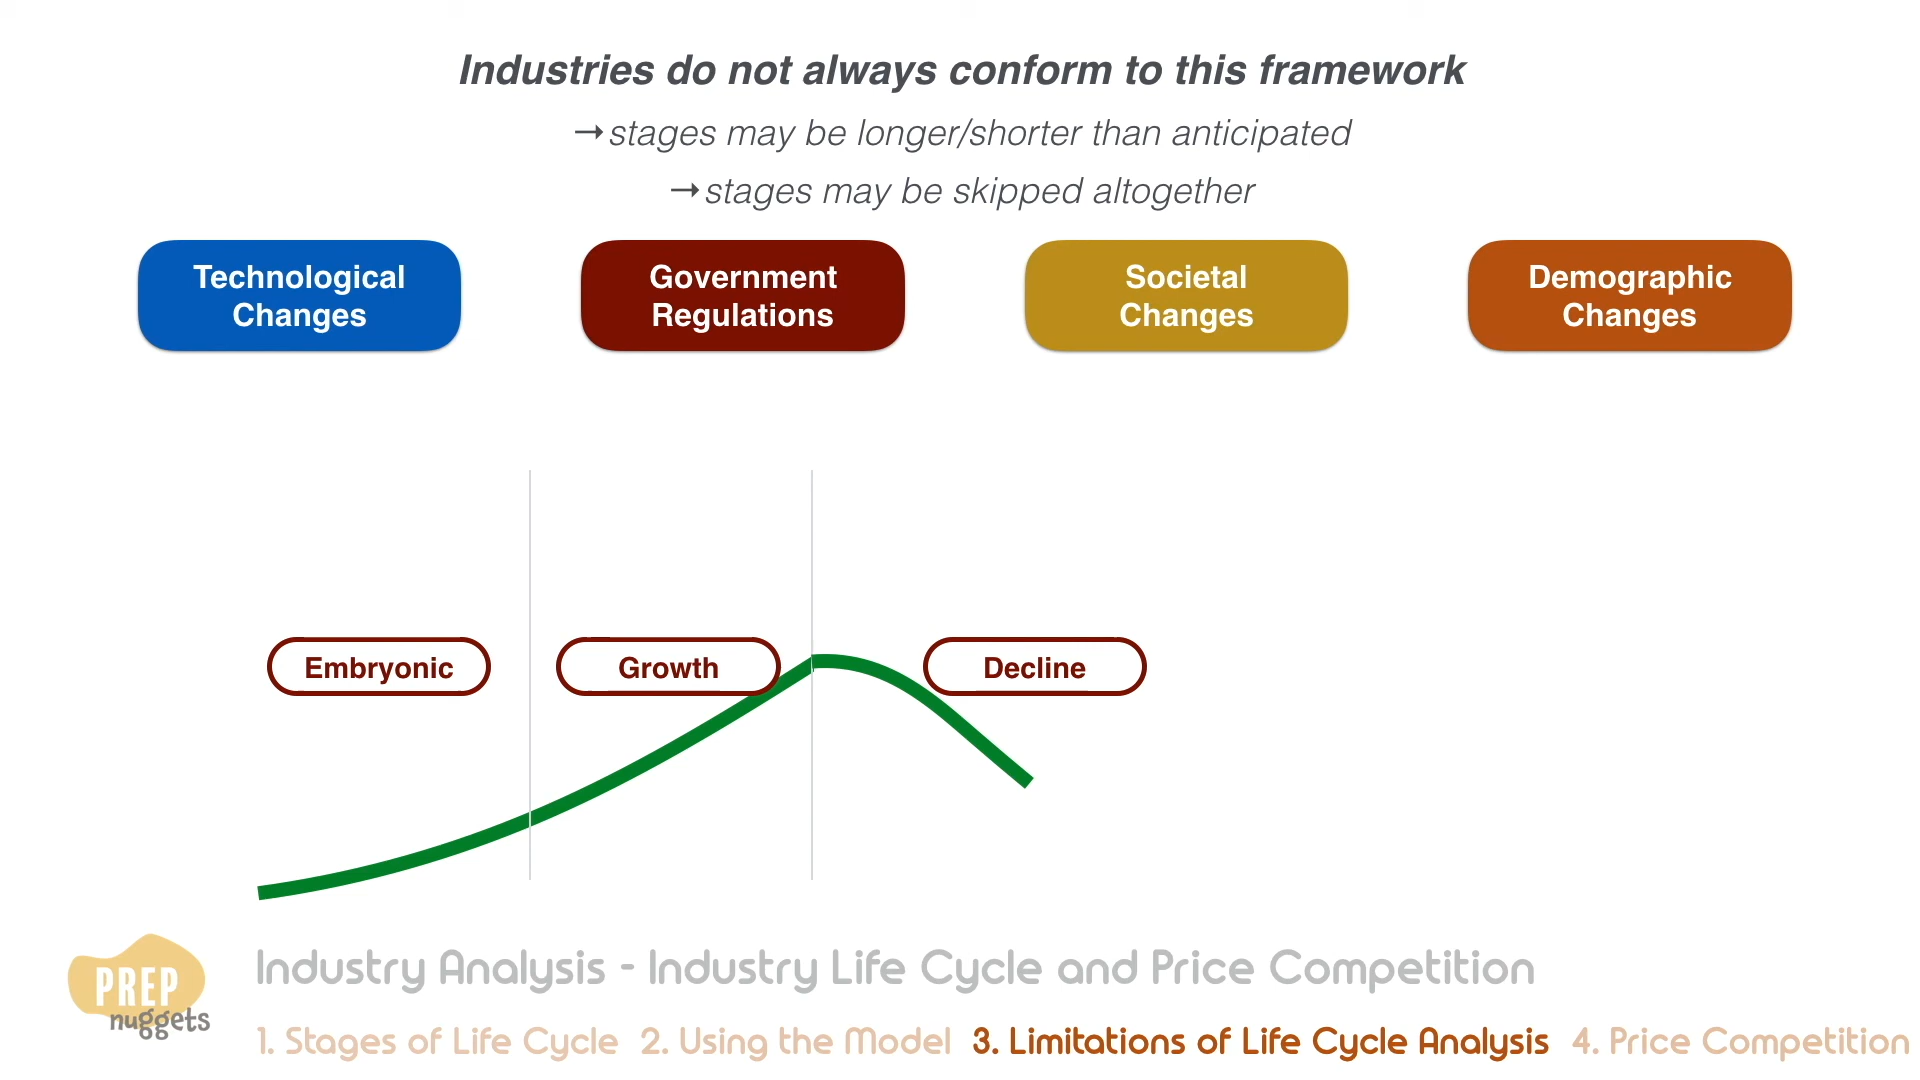 Industries do not always conform to this framework
→stages may be longer/shorter than anticipated
→stages may be skipped altogether
Technological
Changes
Government
Regulations
Societal
Changes
Demographic
Changes
Embryonic
Growth
Decline
PREP
nuggets
Industry Analysis - Industry Life Cycle and Price Competition
1. Stages of Life Cycle 2. Using the Model 3. Limitations of Life Cycle Analysis 4. Price Competition